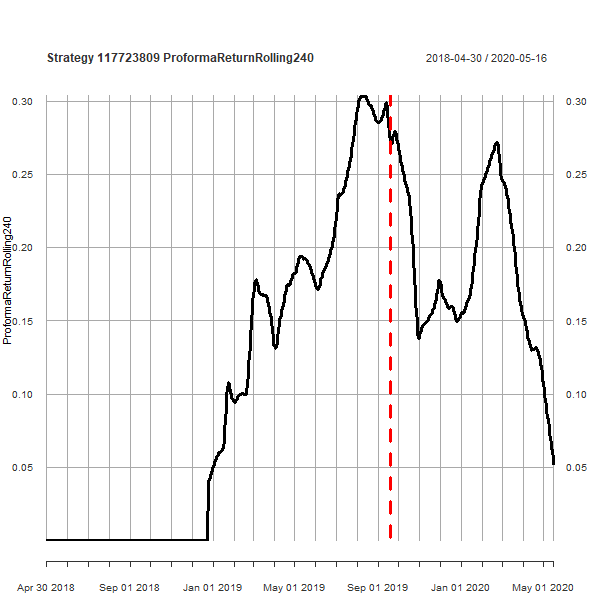 Strategy 117723809 ProformaReturnRolling240 2018-04-30 / 2020-05-16
0.30 0.30
0.25 0.25
0.20 0.20
0.15 0.15
0.10 0.10
0.05 0.05
ProformaReturnRolling240
Apr 30 2018 Sep 01 2018 Jan 01 2019 May 01 2019 Sep 01 2019 Jan 01 2020 May 01 2020